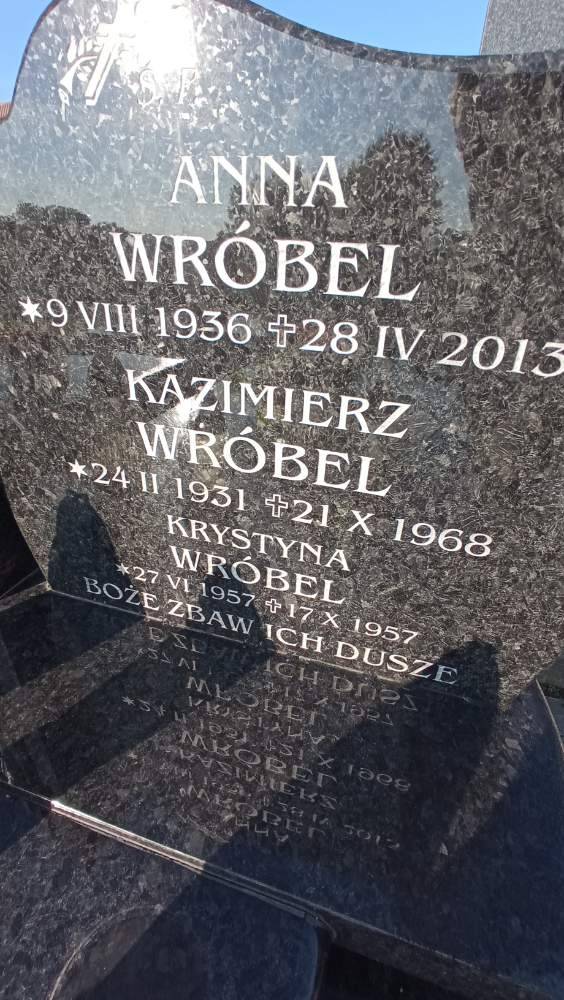 Ś P
ANNA
WRÓBEL
*9 VIII 1936 ✝28 IV 2013
KAZIMIERZ
WRÓBEL
*24 II 1931 ✝21 X 1968
KRYSTYNA
WRÓBEL
*27 VI 1957 ✝17 X 1957
BOŻE ZBAW ICH DUSZE